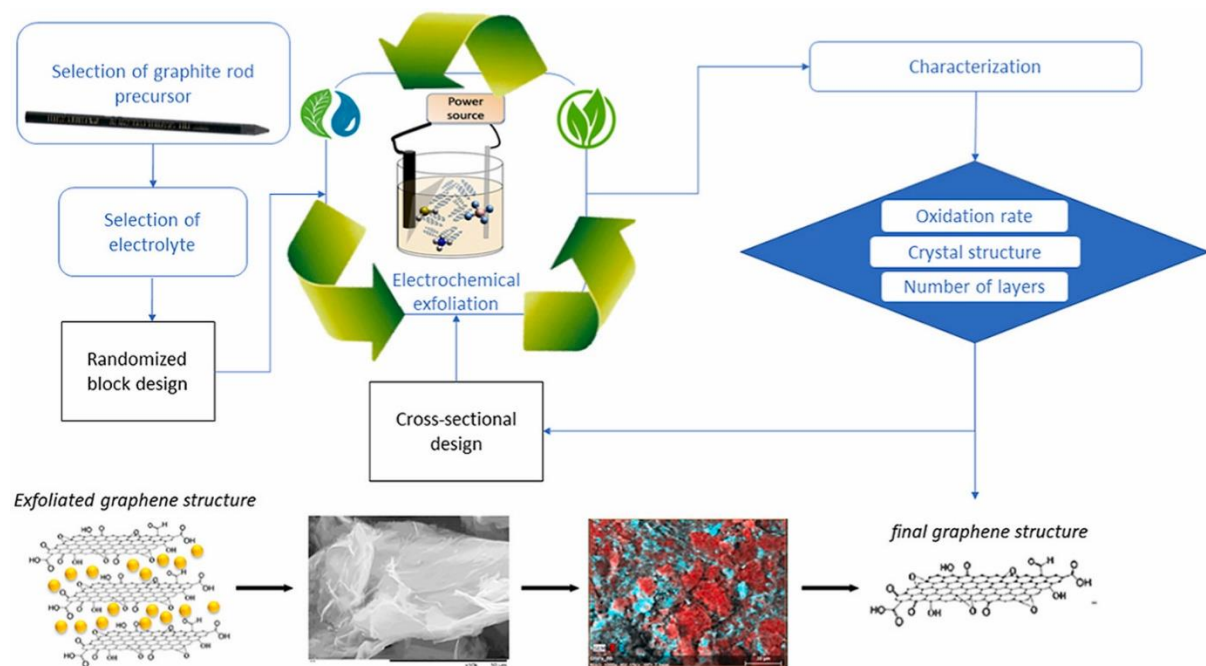 Selection of graphite rod
precursor
Selection of
electrolyte
Randomized
block design
Power
source
Electrochemical
exfoliation
Cross-sectional
design
Characterization
Oxidation rate
Crystal structure
Number of layers
Exfoliated graphene structure
final graphene structure